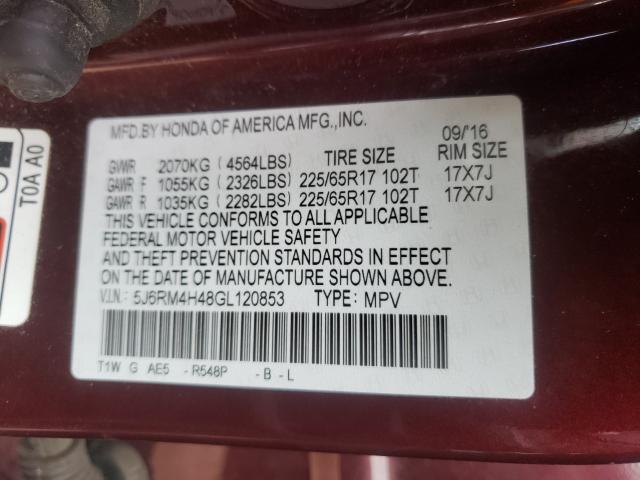 MFD.BY HONDA OF AMERICA MFG.,INC. 09/'16
GVWR 2070KG (4564LBS) TIRE SIZE RIM SIZE
GAWR F 1055KG (2326LBS) 225/65R17 102T 17X7J
GAWR R 1035KG (2282LBS) 225/65R17 102T 17X7J
THIS VEHICLE CONFORMS TO ALL APPLICABLE
FEDERAL MOTOR VEHICLE SAFETY
AND THEFT PREVENTION STANDARDS IN EFFECT
ON THE DATE OF MANUFACTURE SHOWN ABOVE.
V.I.N.: 5J6RM4H48GL120853 TYPE: MPV
T1W G AE5 -R548P -B-L
T0A A0